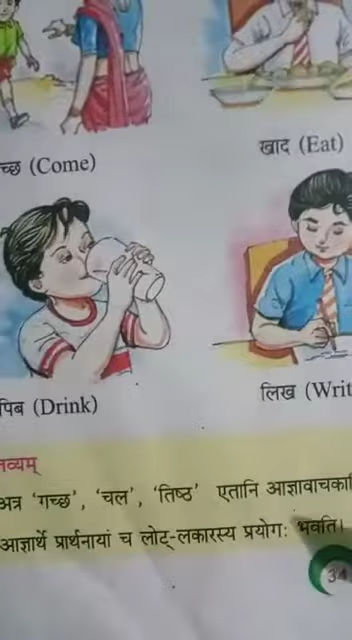 च्छ (Come)
खाद (Eat)
पिब (Drink)
लिख (Writ
तव्यम्
अत्र ‘गच्छ’, ‘चल’, ‘तिष्ठ’ एतानि आज्ञावाचका
आज्ञार्थे प्रार्थनायां च लोट्-लकारस्य प्रयोगः भवति।
34